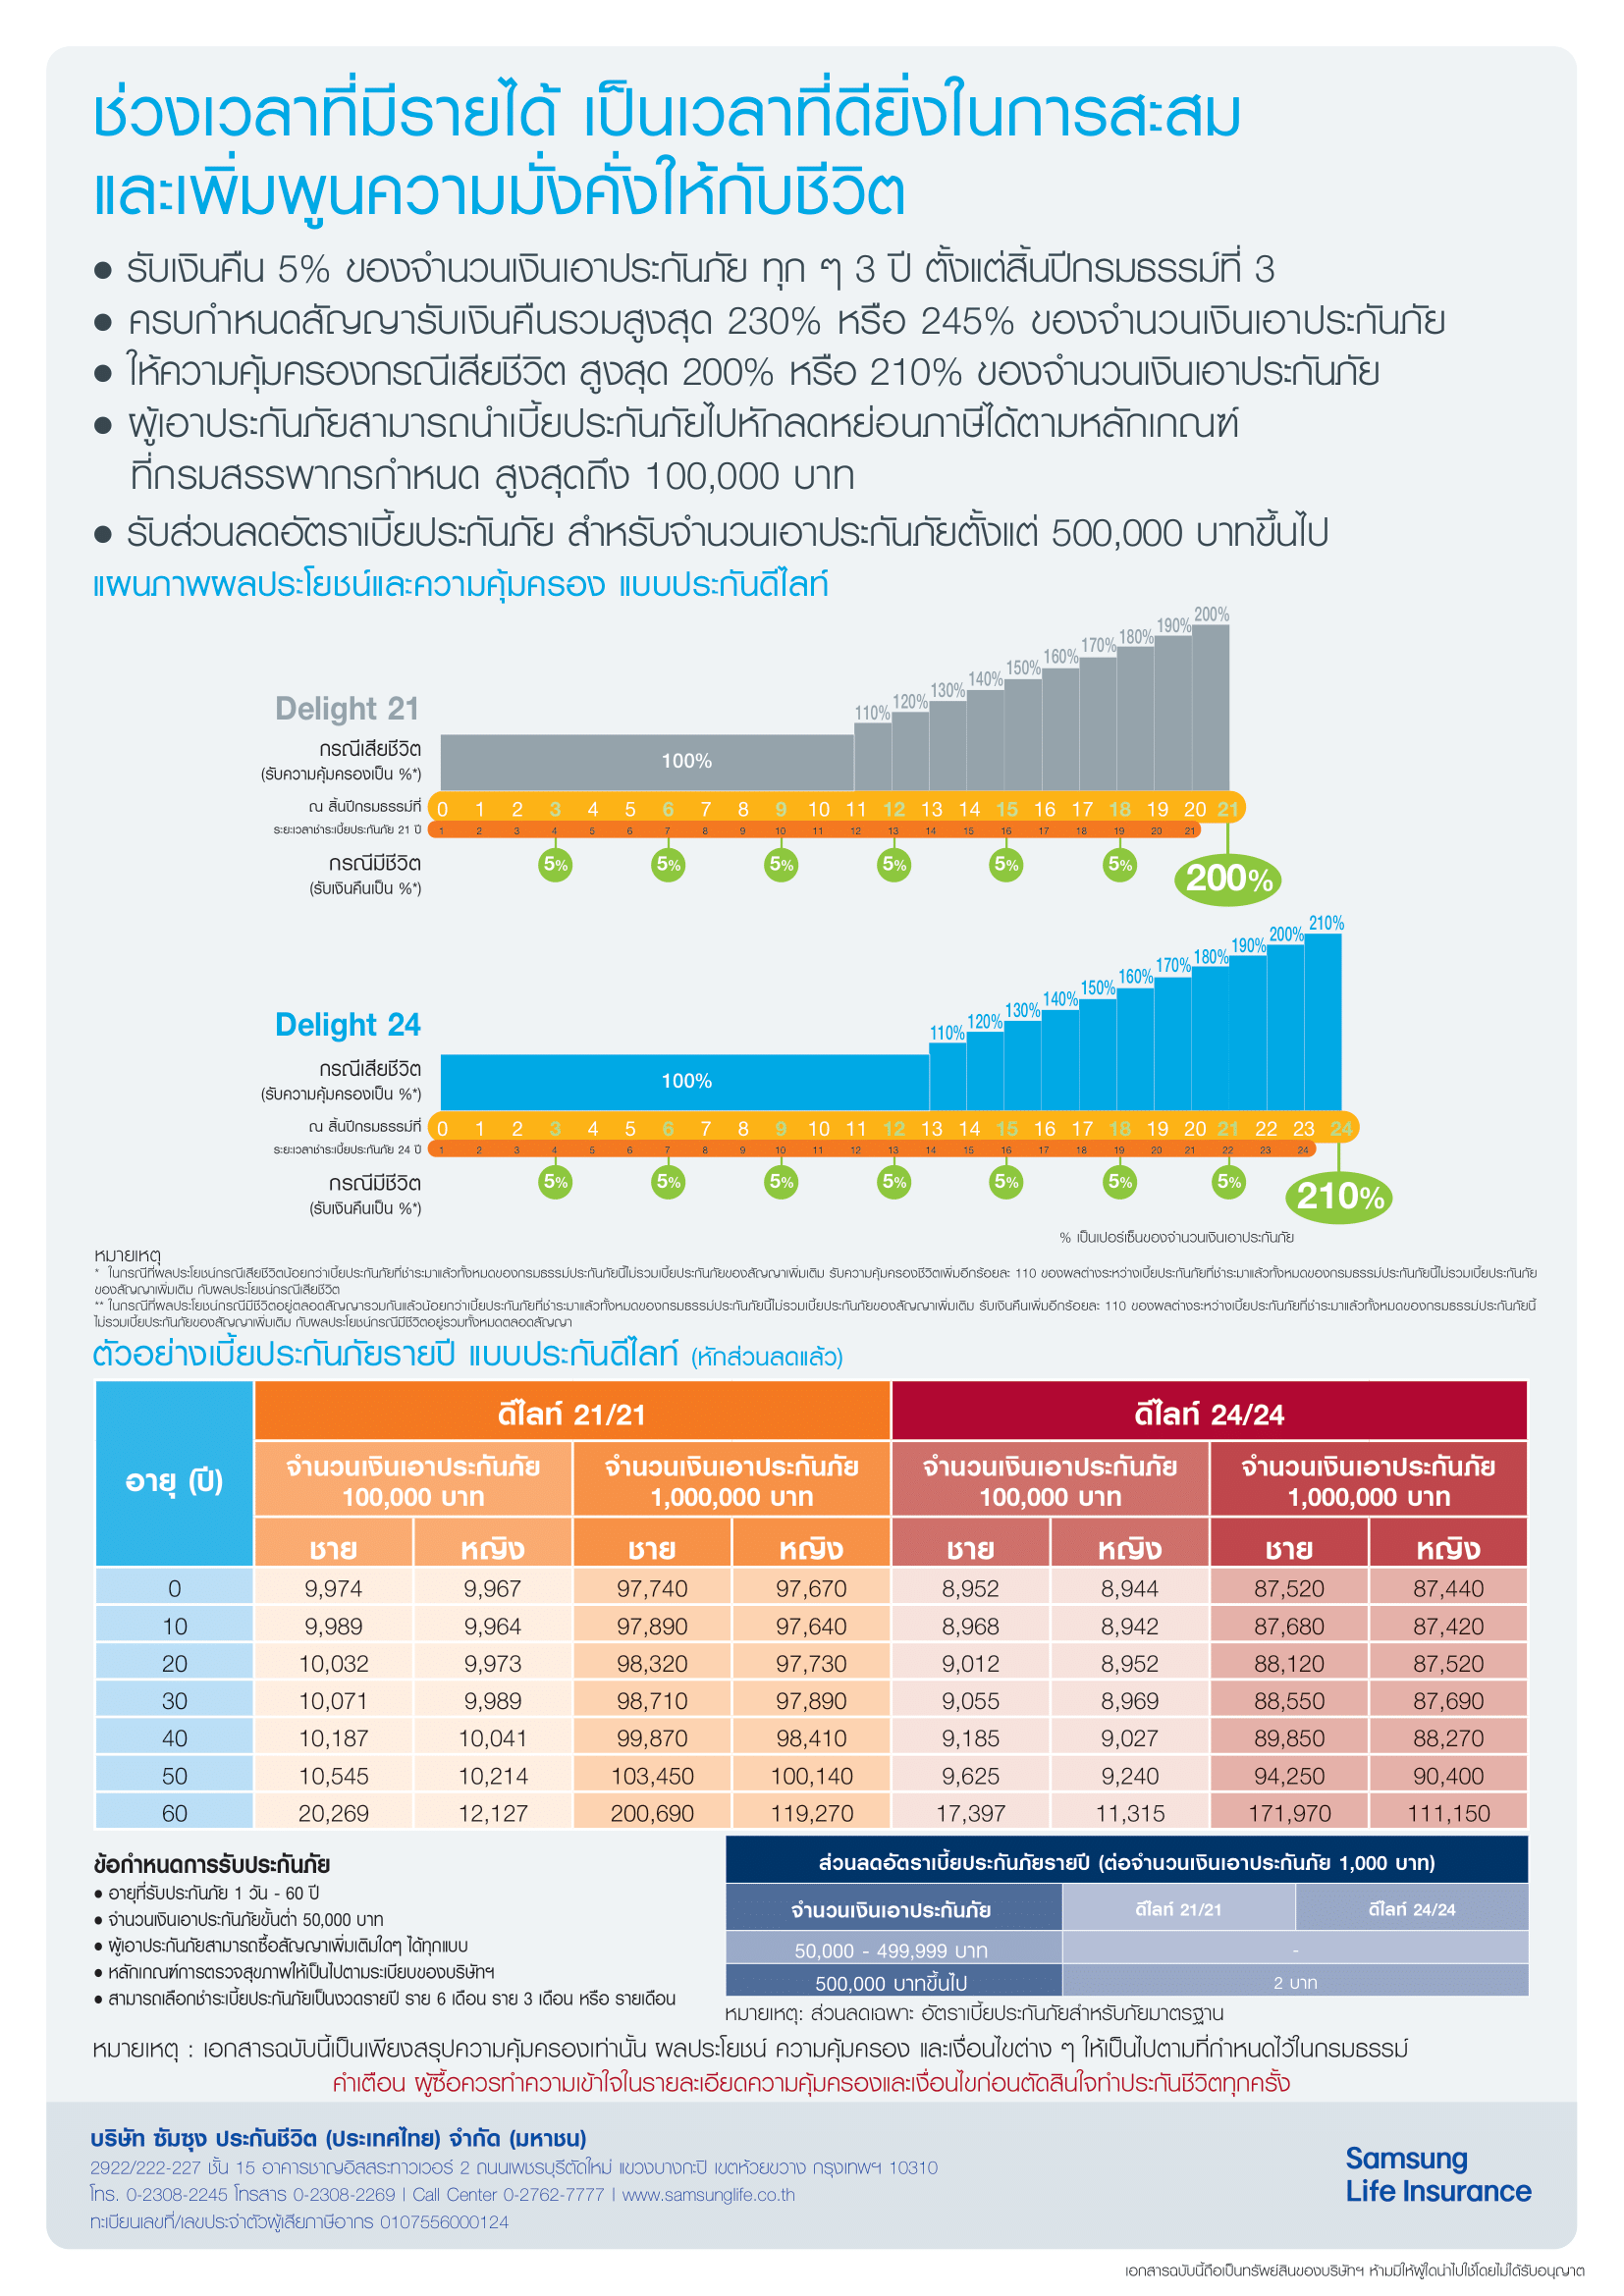 ช่วงเวลาที่มีรายได้ เป็นเวลาที่ดียิ่งในการสะสม
และเพิ่มพูนความมั่งคั่งให้กับชีวิต
● รับเงินคืน 5% ของจำนวนเงินเอาประกันภัย ทุก ๆ 3 ปี ตั้งแต่สิ้นปีกรมธรรม์ที่ 3
● ครบกำหนดสัญญารับเงินคืนรวมสูงสุด 230% หรือ 245% ของจำนวนเงินเอาประกันภัย
● ให้ความคุ้มครองกรณีเสียชีวิต สูงสุด 200% หรือ 210% ของจำนวนเงินเอาประกันภัย
● ผู้เอาประกันภัยสามารถนำเบี้ยประกันภัยไปหักลดหย่อนภาษีได้ตามหลักเกณฑ์
ที่กรมสรรพากรกำหนด สูงสุดถึง 100,000 บาท
● รับส่วนลดอัตราเบี้ยประกันภัย สำหรับจำนวนเอาประกันภัยตั้งแต่ 500,000 บาทขึ้นไป
แผนภาพผลประโยชน์และความคุ้มครอง แบบประกันดีไลท์
Delight 21
กรณีเสียชีวิต
(รับความคุ้มครองเป็น %*)
100% 110% 120% 130% 140% 150% 160% 170% 180% 190% 200%
ณ สิ้นปีกรมธรรม์ที่ 0 1 2 3 4 5 6 7 8 9 10 11 12 13 14 15 16 17 18 19 20 21
ระยะเวลาชำระเบี้ยประกันภัย 21 ปี 1 2 3 4 5 6 7 8 9 10 11 12 13 14 15 16 17 18 19 20 21
กรณีมีชีวิต 5% 5% 5% 5% 5% 5% 200%
(รับเงินคืนเป็น %*)
Delight 24
กรณีเสียชีวิต
(รับความคุ้มครองเป็น %*)
100% 110% 120% 130% 140% 150% 160% 170% 180% 190% 200% 210%
ณ สิ้นปีกรมธรรม์ที่ 0 1 2 3 4 5 6 7 8 9 10 11 12 13 14 15 16 17 18 19 20 21 22 23 24
ระยะเวลาชำระเบี้ยประกันภัย 24 ปี 1 2 3 4 5 6 7 8 9 10 11 12 13 14 15 16 17 18 19 20 21 22 23 24
กรณีมีชีวิต 5% 5% 5% 5% 5% 5% 5% 210%
(รับเงินคืนเป็น %*)
% เป็นเปอร์เซ็นของจำนวนเงินเอาประกันภัย
หมายเหตุ
* ในกรณีที่ผลประโยชน์กรณีเสียชีวิตน้อยกว่าเบี้ยประกันภัยที่ชำระมาแล้วทั้งหมดของกรมธรรม์ประกันภัยนี้ไม่รวมเบี้ยประกันภัยของสัญญาเพิ่มเติม รับความคุ้มครองชีวิตเพิ่มอีกร้อยละ 110 ของผลต่างระหว่างเบี้ยประกันภัยที่ชำระมาแล้วทั้งหมดของกรมธรรม์ประกันภัยนี้ไม่รวมเบี้ยประกันภัย
ของสัญญาเพิ่มเติม กับผลประโยชน์กรณีเสียชีวิต
** ในกรณีที่ผลประโยชน์กรณีมีชีวิตอยู่ตลอดสัญญารวมกันแล้วน้อยกว่าเบี้ยประกันภัยที่ชำระมาแล้วทั้งหมดของกรมธรรม์ประกันภัยนี้ไม่รวมเบี้ยประกันภัยของสัญญาเพิ่มเติม รับเงินคืนเพิ่มอีกร้อยละ 110 ของผลต่างระหว่างเบี้ยประกันภัยที่ชำระมาแล้วทั้งหมดของกรมธรรม์ประกันภัยนี้
ไม่รวมเบี้ยประกันภัยของสัญญาเพิ่มเติม กับผลประโยชน์กรณีมีชีวิตอยู่รวมทั้งหมดตลอดสัญญา
ตัวอย่างเบี้ยประกันภัยรายปี แบบประกันดีไลท์ (หักส่วนลดแล้ว)
อายุ (ปี) ดีไลท์ 21/21 ดีไลท์ 24/24
จำนวนเงินเอาประกันภัย จำนวนเงินเอาประกันภัย จำนวนเงินเอาประกันภัย จำนวนเงินเอาประกันภัย
100,000 บาท 1,000,000 บาท 100,000 บาท 1,000,000 บาท
ชาย หญิง ชาย หญิง ชาย หญิง ชาย หญิง
0 9,974 9,967 97,740 97,670 8,952 8,944 87,520 87,440
10 9,989 9,964 97,890 97,640 8,968 8,942 87,680 87,420
20 10,032 9,973 98,320 97,730 9,012 8,952 88,120 87,520
30 10,071 9,989 98,710 97,890 9,055 8,969 88,550 87,690
40 10,187 10,041 99,870 98,410 9,185 9,027 89,850 88,270
50 10,545 10,214 103,450 100,140 9,625 9,240 94,250 90,400
60 20,269 12,127 200,690 119,270 17,397 11,315 171,970 111,150
ข้อกำหนดการรับประกันภัย
● อายุที่รับประกันภัย 1 วัน - 60 ปี
● จำนวนเงินเอาประกันภัยขั้นต่ำ 50,000 บาท
● ผู้เอาประกันภัยสามารถซื้อสัญญาเพิ่มเติมใดๆ ได้ทุกแบบ
● หลักเกณฑ์การตรวจสุขภาพให้เป็นไปตามระเบียบของบริษัทฯ
● สามารถเลือกชำระเบี้ยประกันภัยเป็นงวดรายปี ราย 6 เดือน ราย 3 เดือน หรือ รายเดือน
ส่วนลดอัตราเบี้ยประกันภัยรายปี (ต่อจำนวนเงินเอาประกันภัย 1,000 บาท)
จำนวนเงินเอาประกันภัย ดีไลท์ 21/21 ดีไลท์ 24/24
50,000 - 499,999 บาท -
500,000 บาทขึ้นไป 2 บาท
หมายเหตุ: ส่วนลดเฉพาะ อัตราเบี้ยประกันภัยสำหรับภัยมาตรฐาน
หมายเหตุ : เอกสารฉบับนี้เป็นเพียงสรุปความคุ้มครองเท่านั้น ผลประโยชน์ ความคุ้มครอง และเงื่อนไขต่าง ๆ ให้เป็นไปตามที่กำหนดไว้ในกรมธรรม์
คำเตือน ผู้ซื้อควรทำความเข้าใจในรายละเอียดความคุ้มครองและเงื่อนไขก่อนตัดสินใจทำประกันชีวิตทุกครั้ง
บริษัท ซัมซุง ประกันชีวิต (ประเทศไทย) จำกัด (มหาชน)
2922/222-227 ชั้น 15 อาคารชาญอิสสระทาวเวอร์ 2 ถนนเพชรบุรีตัดใหม่ แขวงบางกะปิ เขตห้วยขวาง กรุงเทพฯ 10310
โทร. 0-2308-2245 โทรสาร 0-2308-2269 | Call Center 0-2762-7777 | www.samsunglife.co.th
ทะเบียนเลขที่/เลขประจำตัวผู้เสียภาษีอากร 0107556000124
Samsung
Life Insurance
เอกสารฉบับนี้ถือเป็นทรัพย์สินของบริษัทฯ ห้ามมิให้ผู้ใดนำไปใช้โดยไม่ได้รับอนุญาต